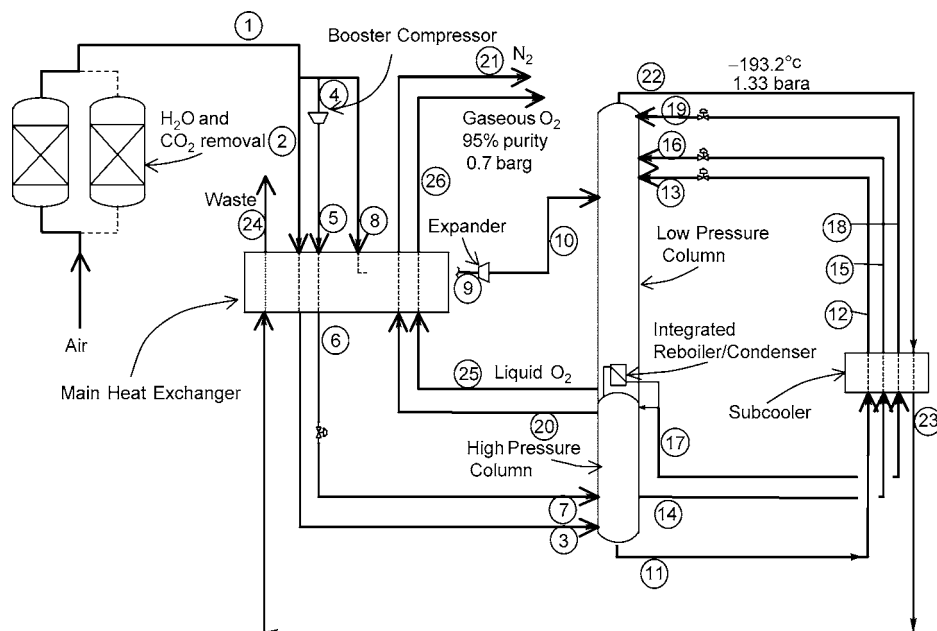 1
Booster Compressor
21
N2
22
−193.2°c
1.33 bara
4
19
H2O and
CO2 removal
2
Gaseous O2
95% purity
0.7 barg
16
26
13
Waste
24
5
8
Expander
10
18
Low Pressure
Column
15
9
12
Air
6
Integrated
Reboiler/Condenser
25
Liquid O2
Main Heat Exchanger
Subcooler
20
17
23
High Pressure
Column
7
14
3
11